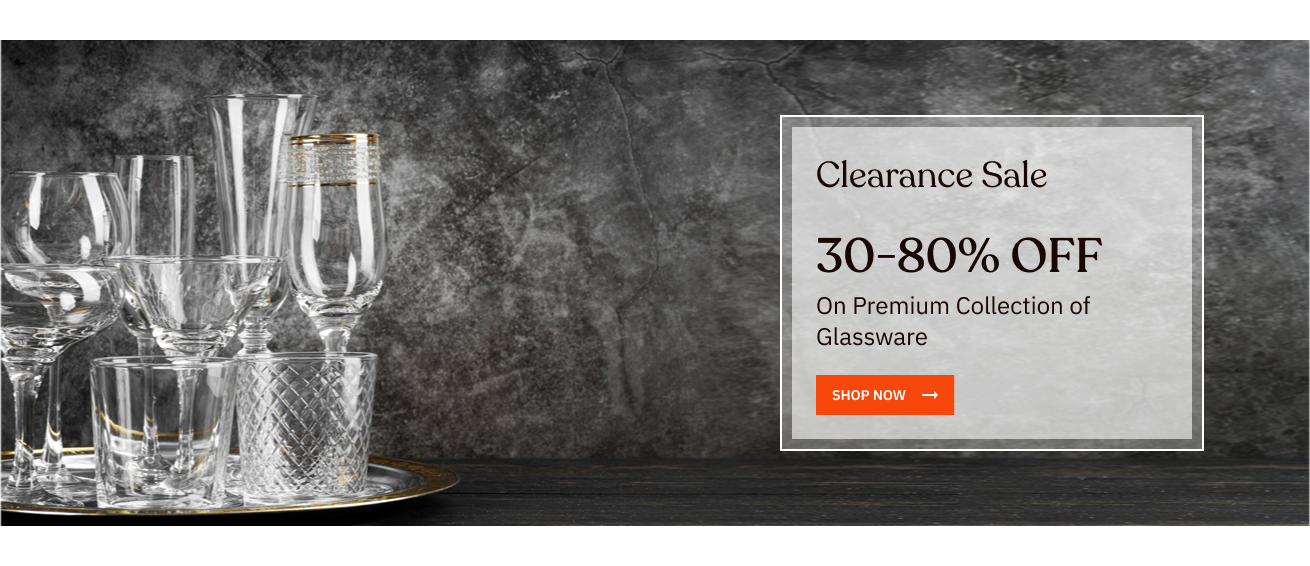 Clearance Sale
30-80% OFF
On Premium Collection of
Glassware
SHOP NOW →